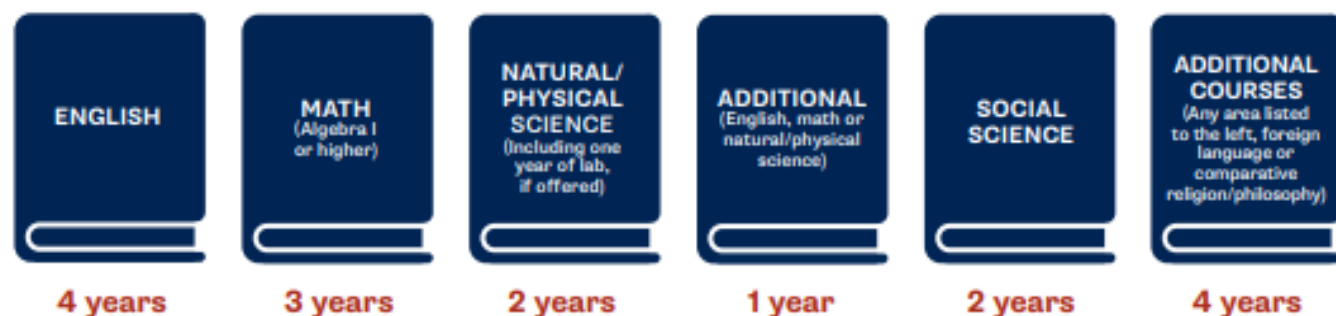 ENGLISH
4 years
MATH
(Algebra I
or higher)
3 years
NATURAL/
PHYSICAL
SCIENCE
(Including one
year of lab,
if offered)
2 years
ADDITIONAL
(English, math or
natural/physical
science)
1 year
SOCIAL
SCIENCE
2 years
ADDITIONAL
COURSES
(Any area listed
to the left, foreign
language or
comparative
religion/philosophy)
4 years